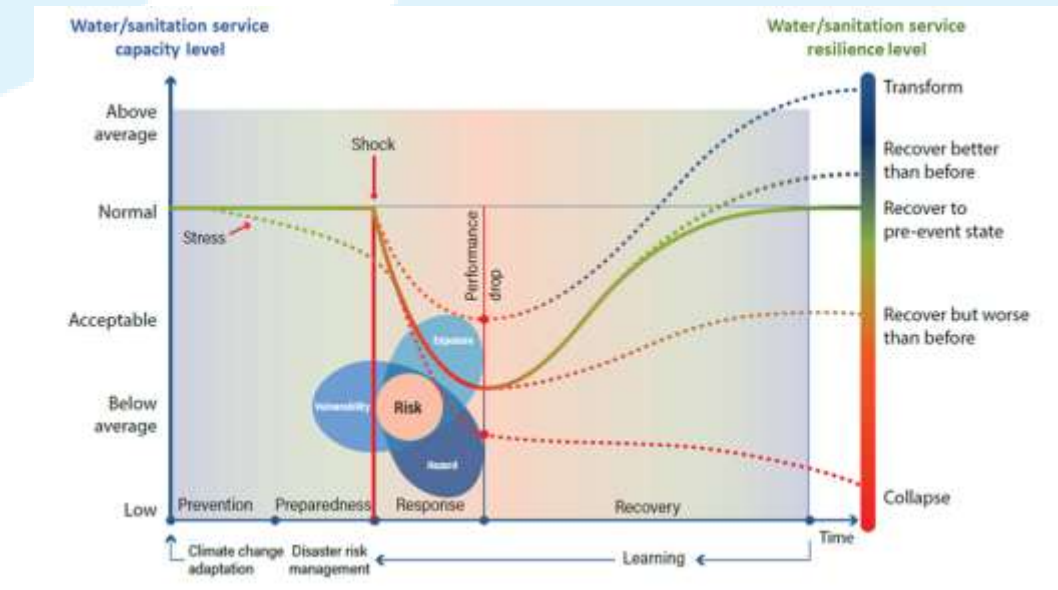 Water/sanitation service
capacity level
Water/sanitation service
resilience level
Above
average
Normal
Acceptable
Below
average
Low
Shock
Stress
Performance
drop
Exposure
Vulnerability
Risk
Hazard
Prevention
Preparedness
Response
Recovery
Time
Climate change
adaptation
Disaster risk
management
Learning
Transform
Recover better
than before
Recover to
pre-event state
Recover but worse
than before
Collapse